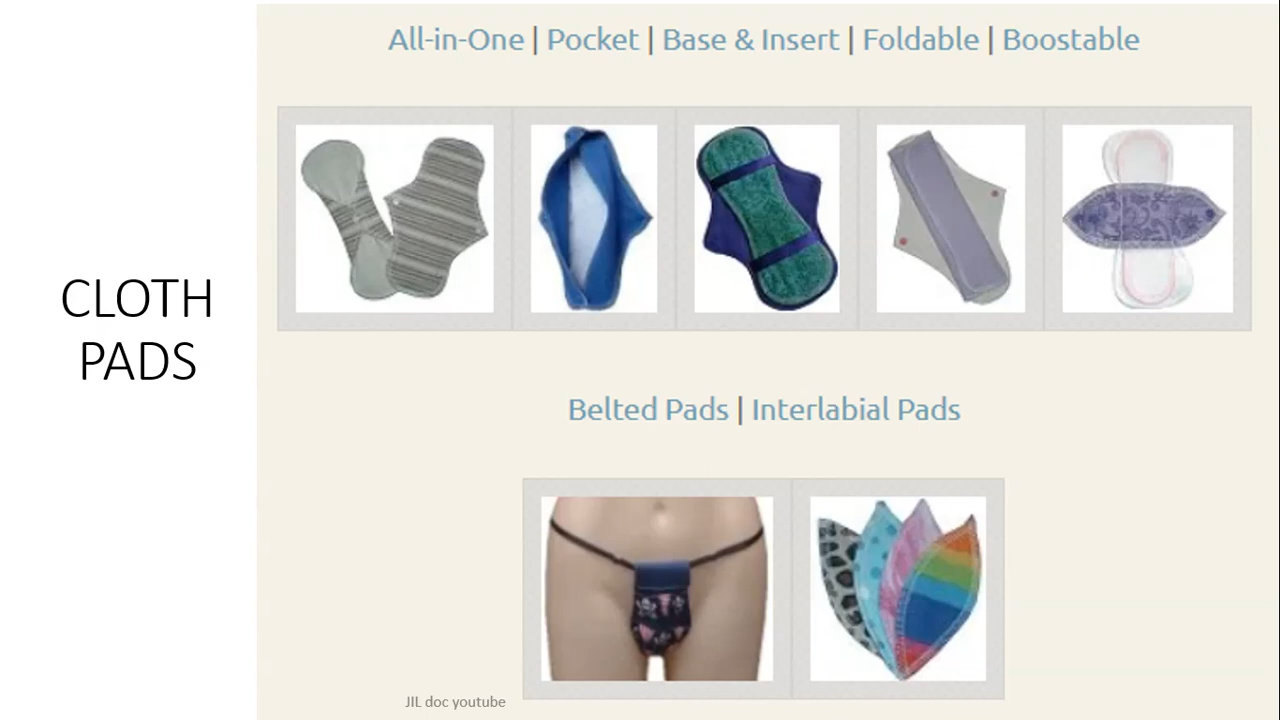 All-in-One | Pocket | Base & Insert | Foldable | Boostable
CLOTH
PADS
Belted Pads | Interlabial Pads
JIL doc youtube